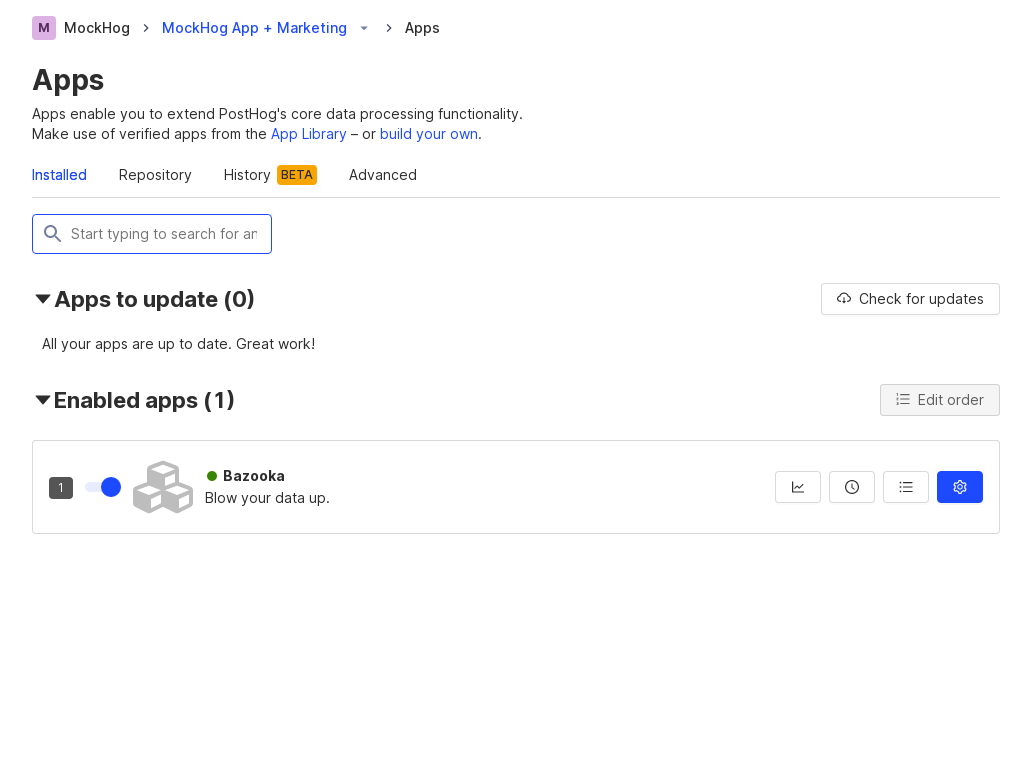 M MockHog MockHog App + Marketing Apps
Apps
Apps enable you to extend PostHog's core data processing functionality.
Make use of verified apps from the App Library – or build your own.
Installed Repository History BETA Advanced
Start typing to search for an
Apps to update (0) Check for updates
All your apps are up to date. Great work!
Enabled apps (1) Edit order
1 Bazooka
Blow your data up.